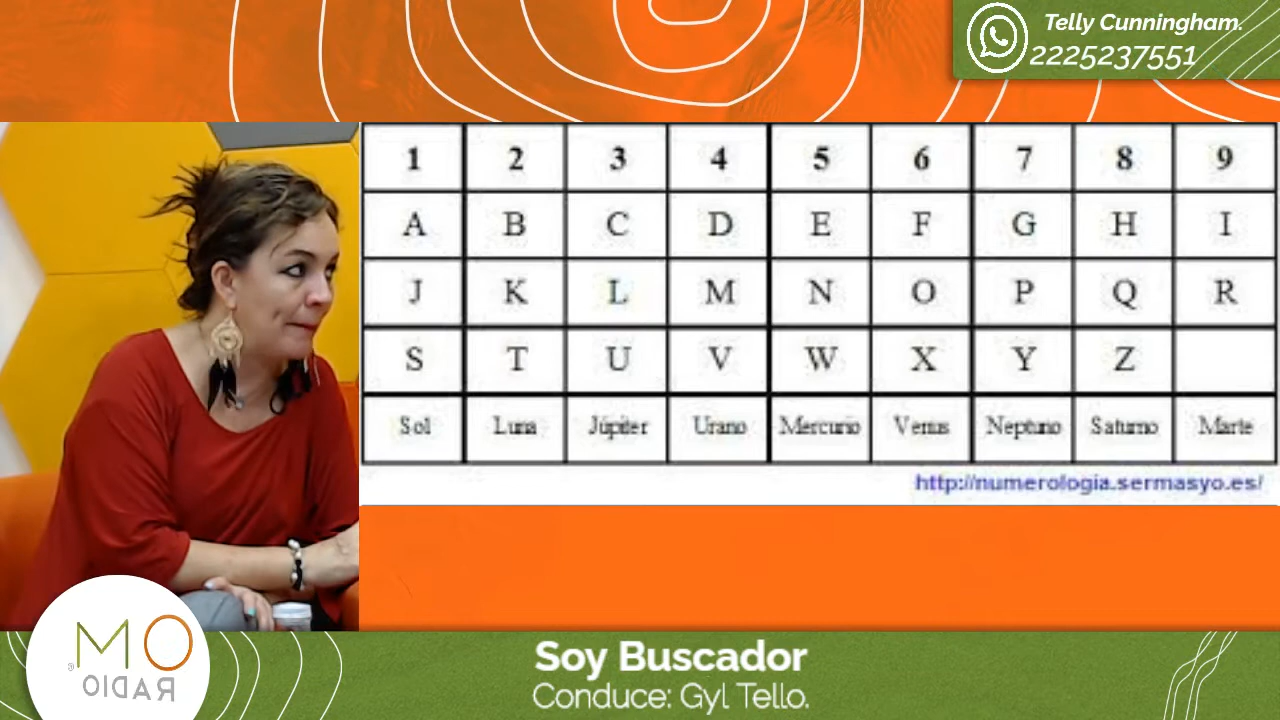 Telly Cunningham.
2225237551
1 2 3 4 5 6 7 8 9
A B C D E F G H I
J K L M N O P Q R
S T U V W X Y Z
Sol Luna Júpiter Urano Mercurio Venus Neptuno Saturno Marte
http://numerologia.sermasyo.es/
OM
RADIO
Soy Buscador
Conduce: Gyl Tello.